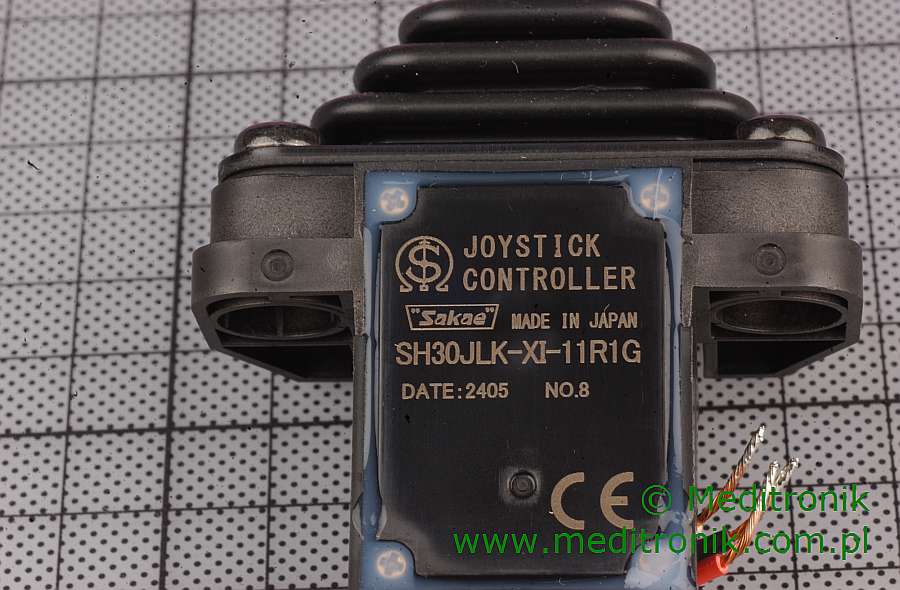 JOYSTICK
CONTROLLER
"Sakae" MADE IN JAPAN
SH30JLK-XI-11R1G
DATE:2405 NO.8
CE
© Meditronik
www.meditronik.com.pl